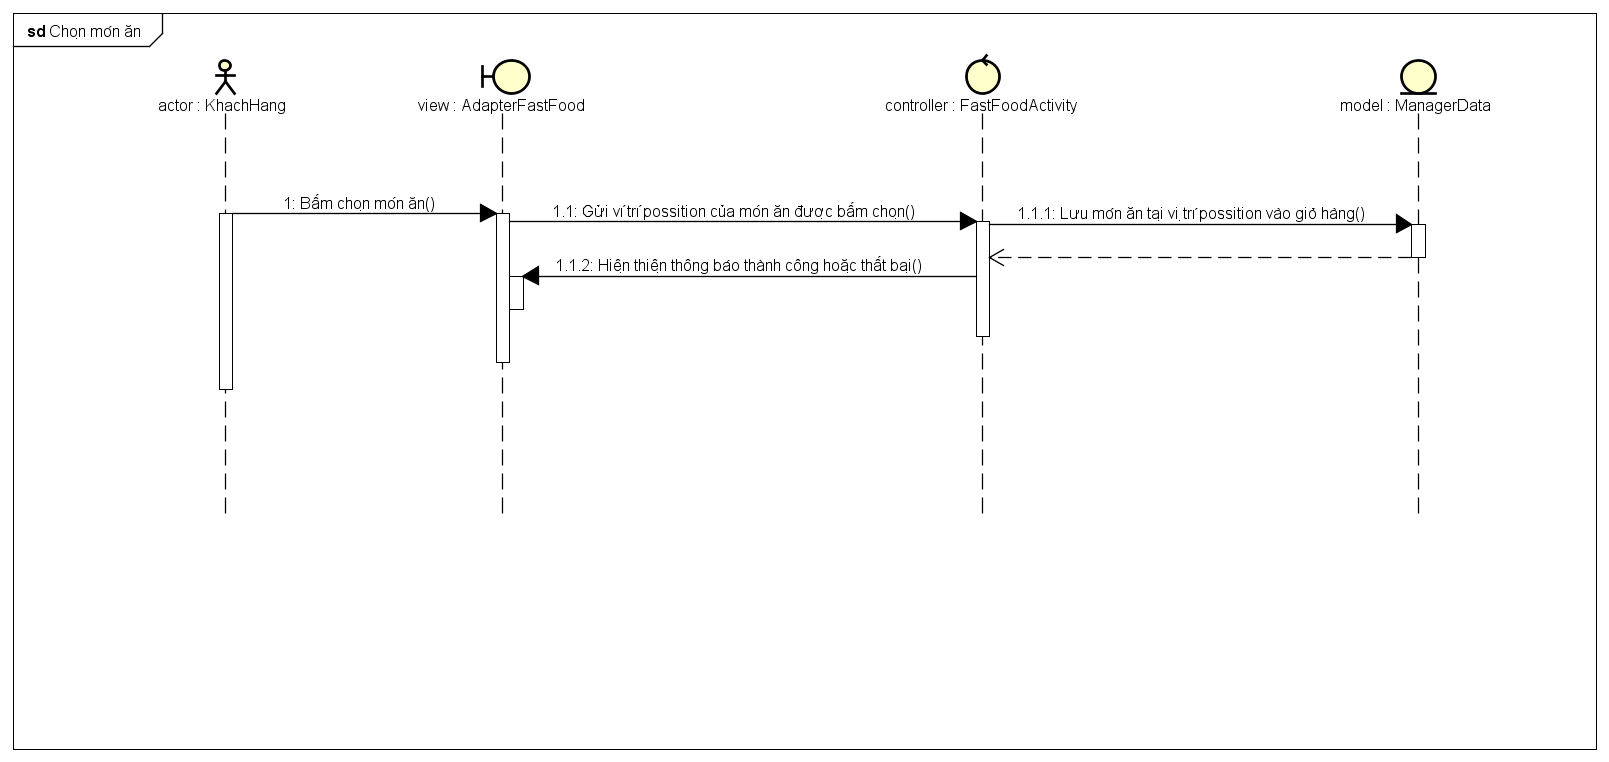 sd Chọn món ăn
actor : KhachHang
view : AdapterFastFood
controller : FastFoodActivity
model : ManagerData
1: Bấm chọn món ăn()
1.1: Gửi ví trí possition của món ăn được bấm chọn()
1.1.1: Lưu món ăn tại vị trí possition vào giỏ hàng()
1.1.2: Hiện thiện thông báo thành công hoặc thất bại()